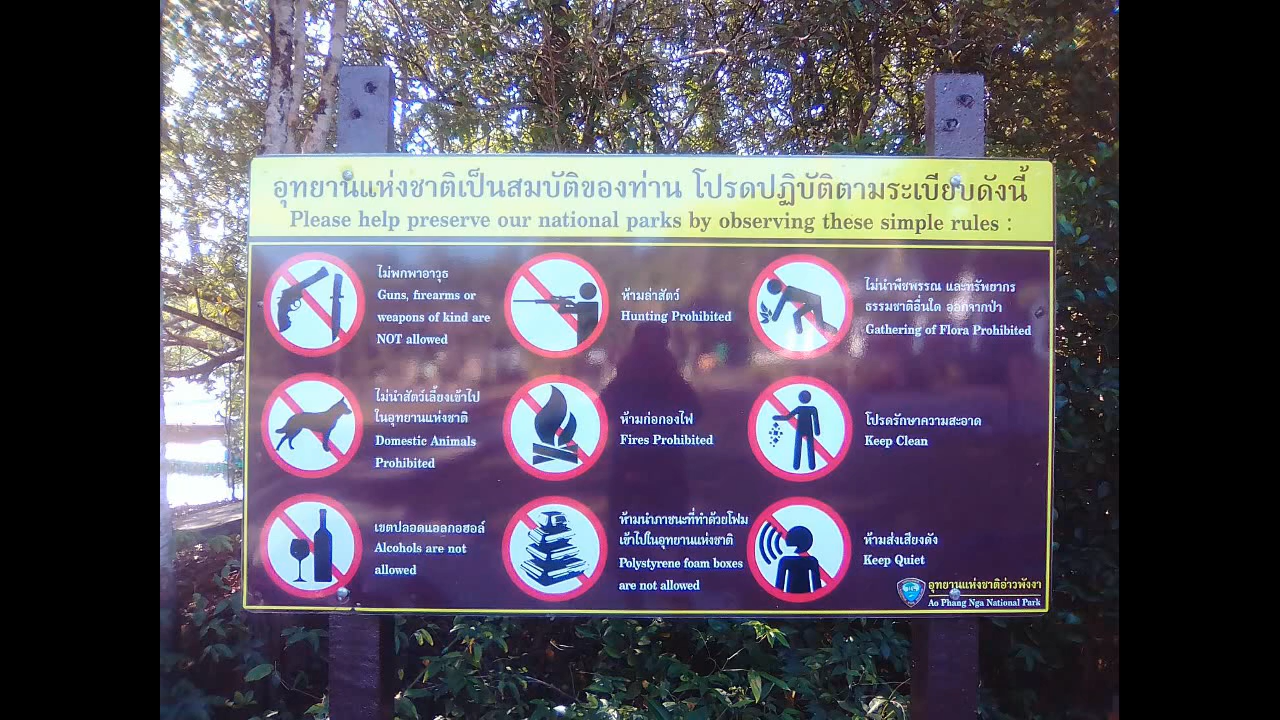 อุทยานแห่งชาติเป็นสมบัติของท่าน โปรดปฏิบัติตามระเบียบดังนี้
Please help preserve our national parks by observing these simple rules :
ไม่พกพาอาวุธ
Guns, firearms or
weapons of kind are
NOT allowed
ห้ามล่าสัตว์
Hunting Prohibited
ไม่นำพืชพรรณ และทรัพยากร
ธรรมชาติอื่นใด ออกจากป่า
Gathering of Flora Prohibited
ไม่นำสัตว์เลี้ยงเข้าไป
ในอุทยานแห่งชาติ
Domestic Animals
Prohibited
ห้ามก่อกองไฟ
Fires Prohibited
โปรดรักษาความสะอาด
Keep Clean
เขตปลอดแอลกอฮอล์
Alcohols are not
allowed
ห้ามนำภาชนะที่ทำด้วยโฟม
เข้าไปในอุทยานแห่งชาติ
Polystyrene foam boxes
are not allowed
ห้ามส่งเสียงดัง
Keep Quiet
อุทยานแห่งชาติอ่าวพังงา
Ao Phang Nga National Park